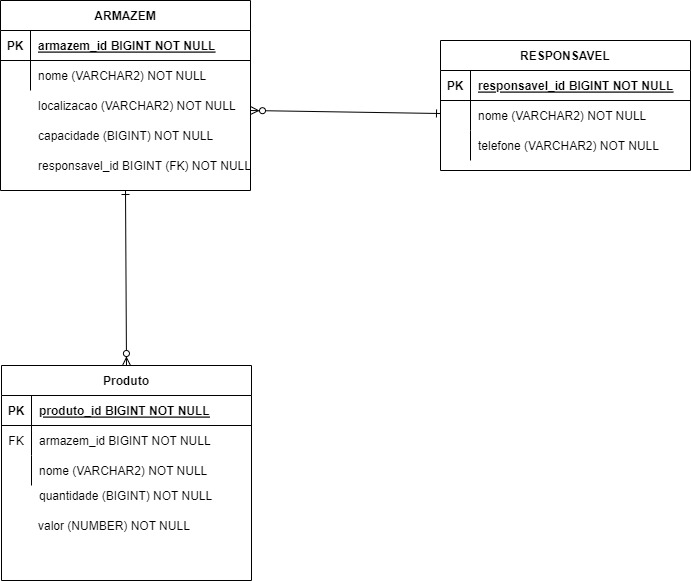 ARMAZEM
PK armazem_id BIGINT NOT NULL
nome (VARCHAR2) NOT NULL
localizacao (VARCHAR2) NOT NULL
capacidade (BIGINT) NOT NULL
responsavel_id BIGINT (FK) NOT NULL
RESPONSAVEL
PK responsavel_id BIGINT NOT NULL
nome (VARCHAR2) NOT NULL
telefone (VARCHAR2) NOT NULL
Produto
PK produto_id BIGINT NOT NULL
FK armazem_id BIGINT NOT NULL
nome (VARCHAR2) NOT NULL
quantidade (BIGINT) NOT NULL
valor (NUMBER) NOT NULL